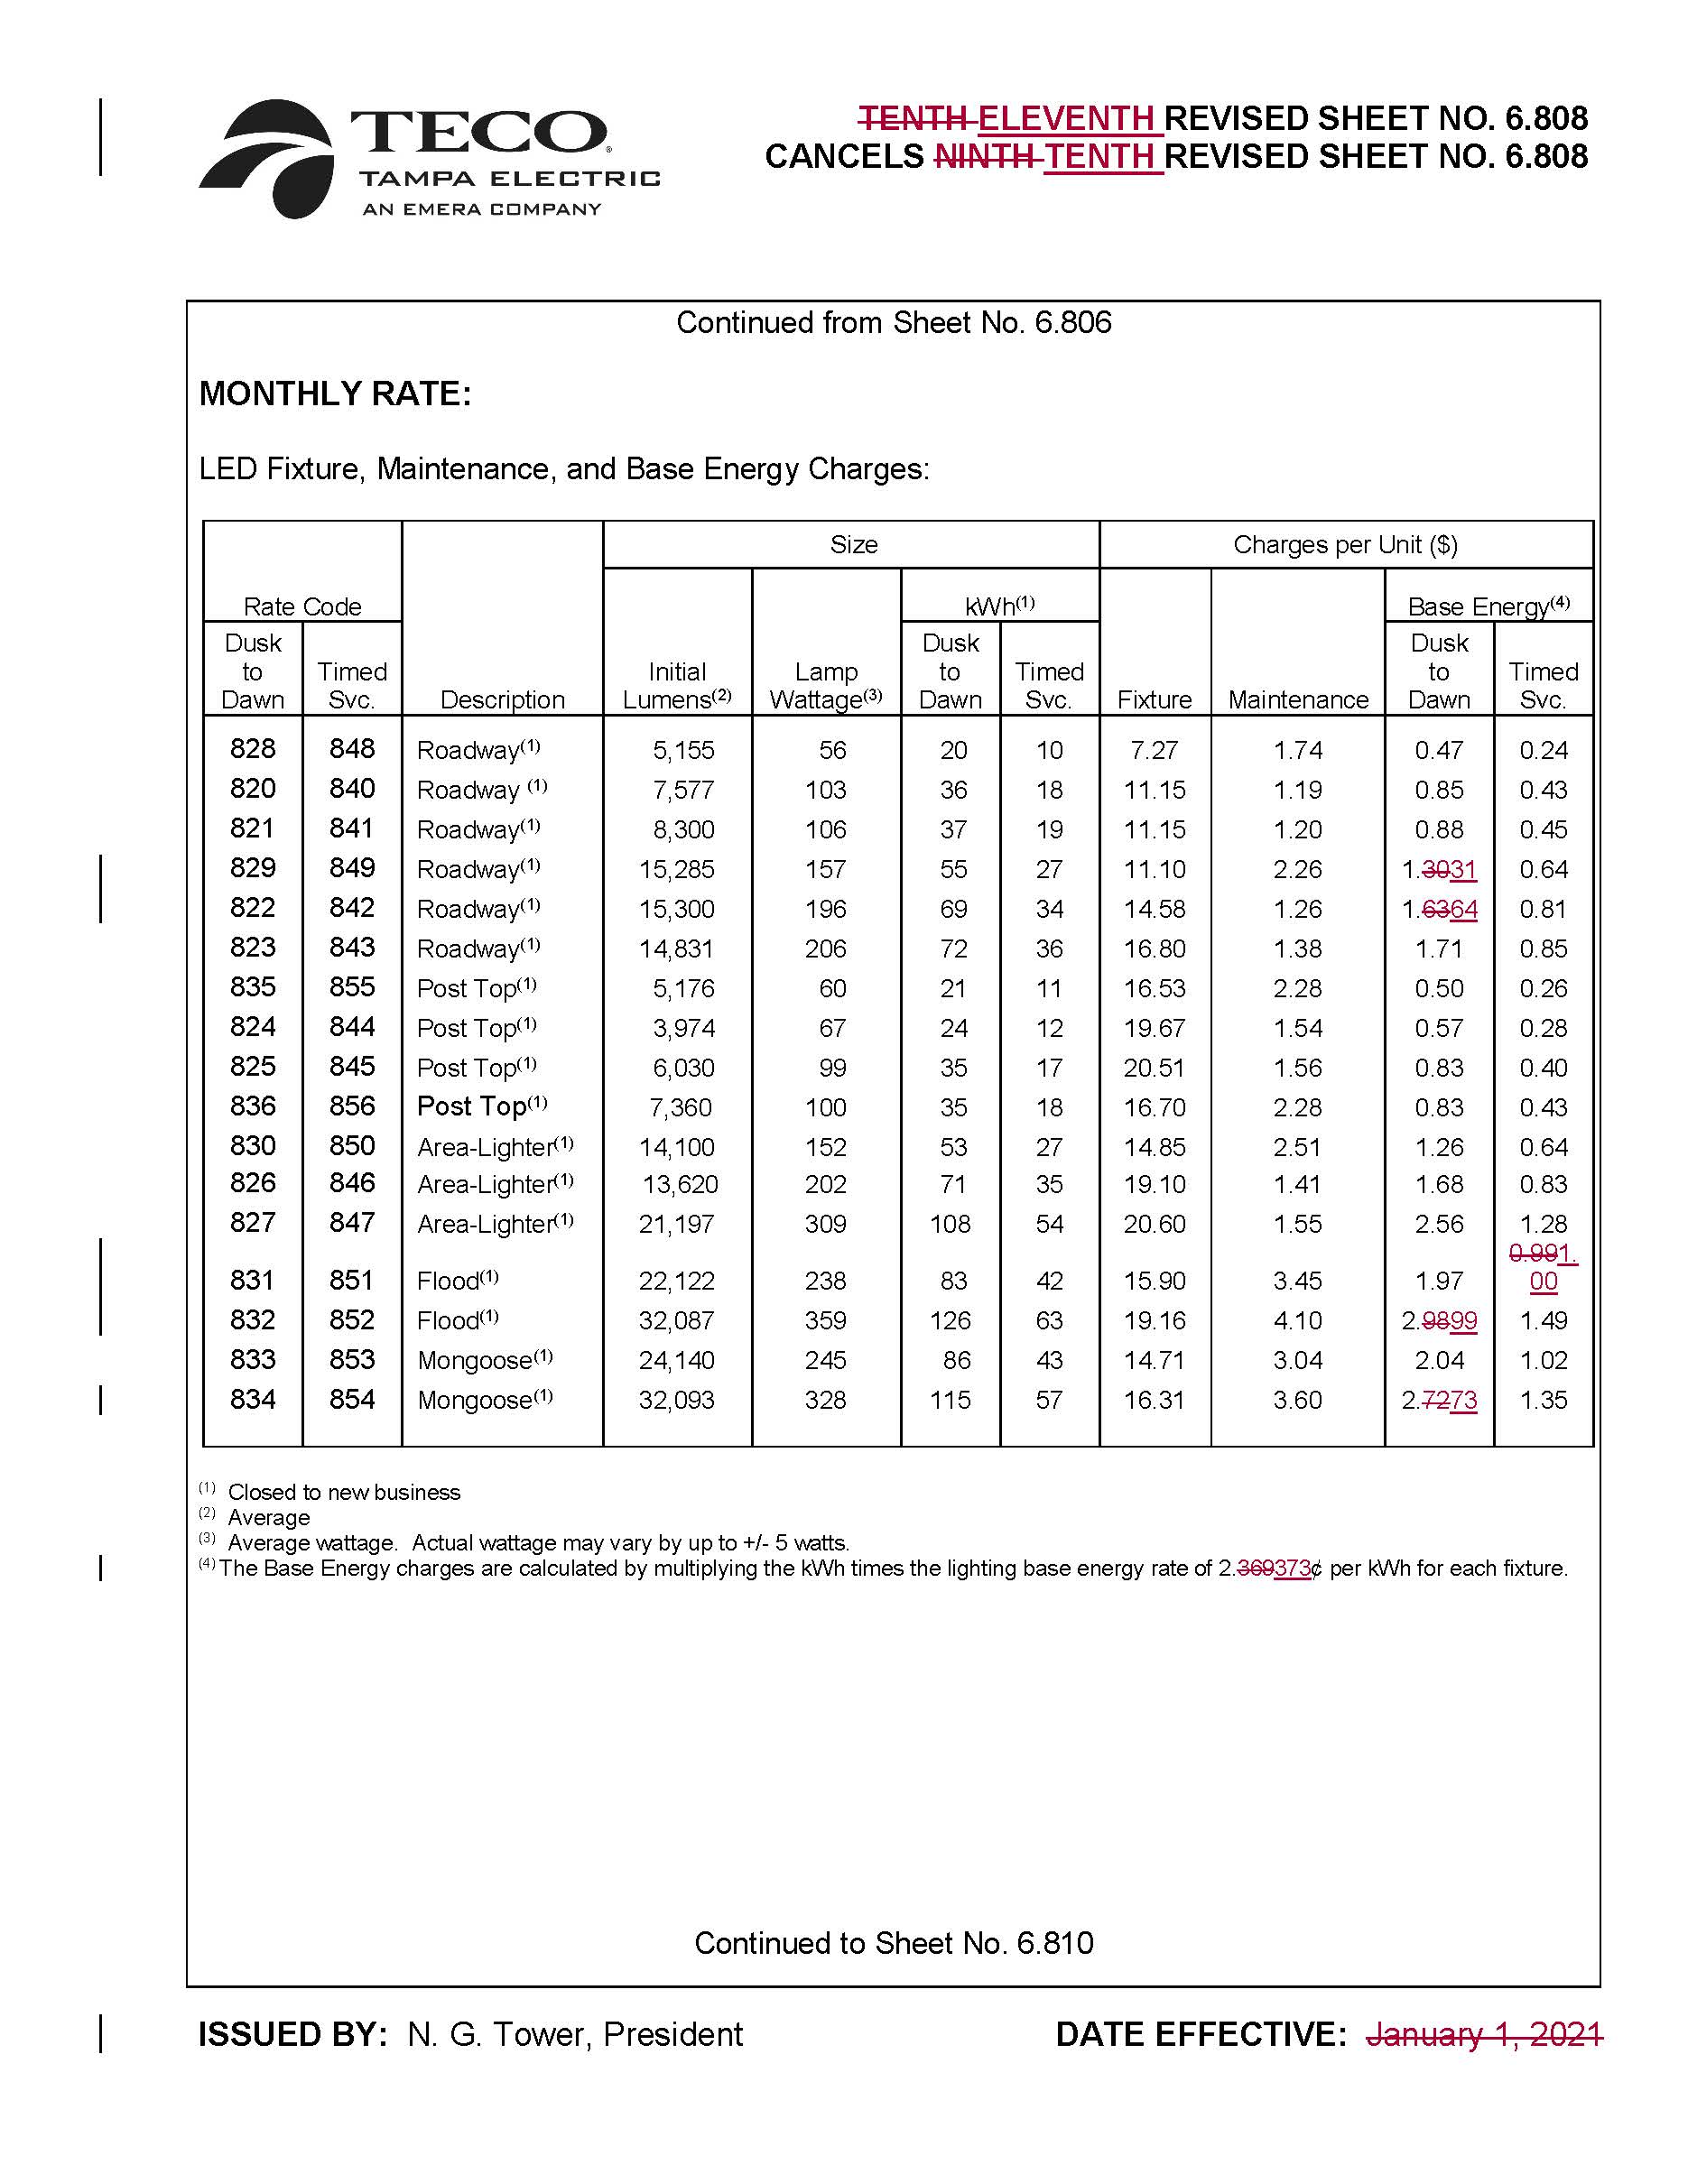 TECO®
TAMPA ELECTRIC
AN EMERA COMPANY
TENTH ELEVENTH REVISED SHEET NO. 6.808
CANCELS NINTH TENTH REVISED SHEET NO. 6.808
Continued from Sheet No. 6.806
MONTHLY RATE:
LED Fixture, Maintenance, and Base Energy Charges:
Size Charges per Unit ($)
Rate Code kWh(1) Base Energy(4)
Dusk to Dawn Timed Svc. Description Initial Lumens(2) Lamp Wattage(3) Dusk to Dawn Timed Svc. Fixture Maintenance Dusk to Dawn Timed Svc.
828 848 Roadway(1) 5,155 56 20 10 7.27 1.74 0.47 0.24
820 840 Roadway (1) 7,577 103 36 18 11.15 1.19 0.85 0.43
821 841 Roadway(1) 8,300 106 37 19 11.15 1.20 0.88 0.45
829 849 Roadway(1) 15,285 157 55 27 11.10 2.26 1.3031 0.64
822 842 Roadway(1) 15,300 196 69 34 14.58 1.26 1.6364 0.81
823 843 Roadway(1) 14,831 206 72 36 16.80 1.38 1.71 0.85
835 855 Post Top(1) 5,176 60 21 11 16.53 2.28 0.50 0.26
824 844 Post Top(1) 3,974 67 24 12 19.67 1.54 0.57 0.28
825 845 Post Top(1) 6,030 99 35 17 20.51 1.56 0.83 0.40
836 856 Post Top(1) 7,360 100 35 18 16.70 2.28 0.83 0.43
830 850 Area-Lighter(1) 14,100 152 53 27 14.85 2.51 1.26 0.64
826 846 Area-Lighter(1) 13,620 202 71 35 19.10 1.41 1.68 0.83
827 847 Area-Lighter(1) 21,197 309 108 54 20.60 1.55 2.56 1.28
831 851 Flood(1) 22,122 238 83 42 15.90 3.45 1.97 0.991.00
832 852 Flood(1) 32,087 359 126 63 19.16 4.10 2.9899 1.49
833 853 Mongoose(1) 24,140 245 86 43 14.71 3.04 2.04 1.02
834 854 Mongoose(1) 32,093 328 115 57 16.31 3.60 2.7273 1.35
(1) Closed to new business
(2) Average
(3) Average wattage. Actual wattage may vary by up to +/- 5 watts.
(4) The Base Energy charges are calculated by multiplying the kWh times the lighting base energy rate of 2.369373¢ per kWh for each fixture.
Continued to Sheet No. 6.810
ISSUED BY: N. G. Tower, President DATE EFFECTIVE: January 1, 2021